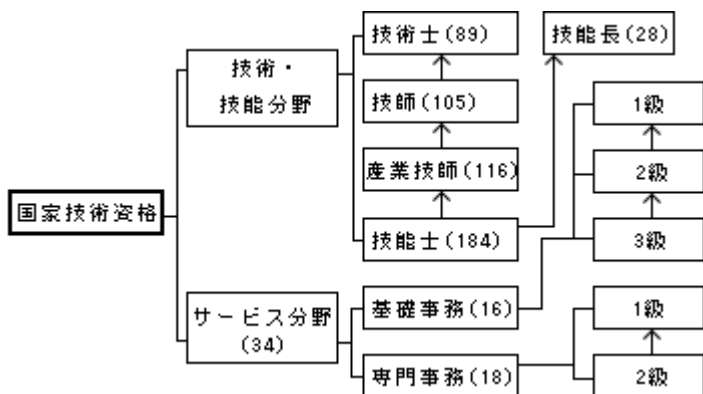 国家技術資格
技術・
技能分野
技術士(89)
技能長(28)
技師(105)
産業技師(116)
技能士(184)
1級
2級
3級
サービス分野
(34)
基礎事務(16)
専門事務(18)
1級
2級